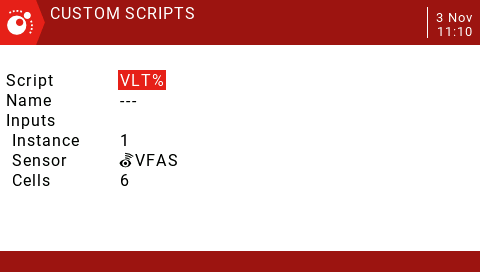 CUSTOM SCRIPTS
3 Nov
11:10
Script VLT%
Name ---
Inputs
Instance 1
Sensor VFAS
Cells 6